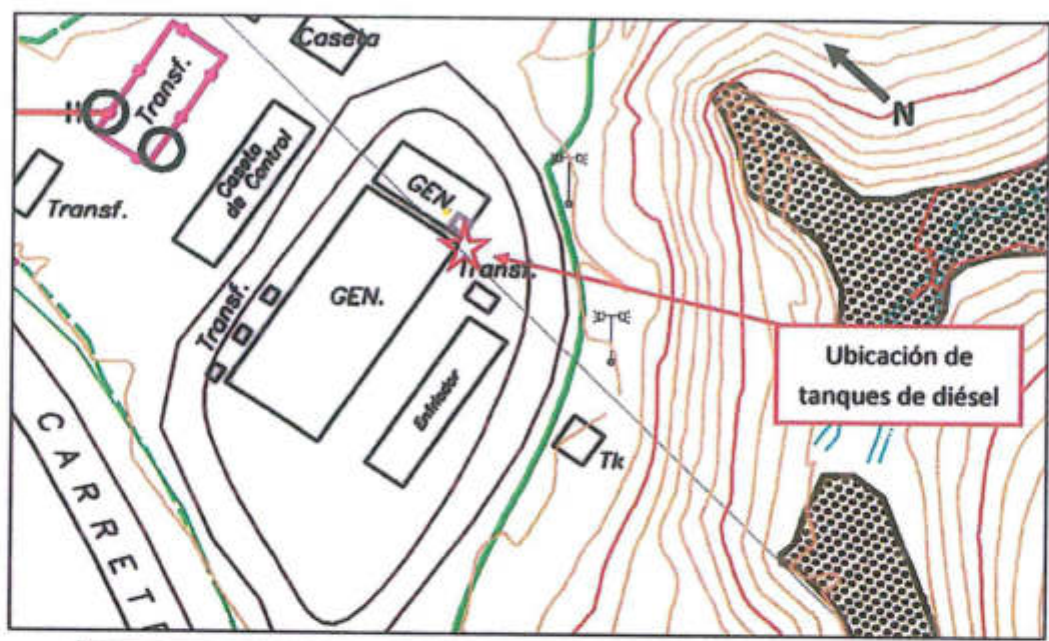 Caseta
Transf.
N
Caseta
de Control
GEN.
Transf.
Transf.
GEN.
Transf.
Enfriador
Ubicación de
tanques de diésel
Tk
CARRETE